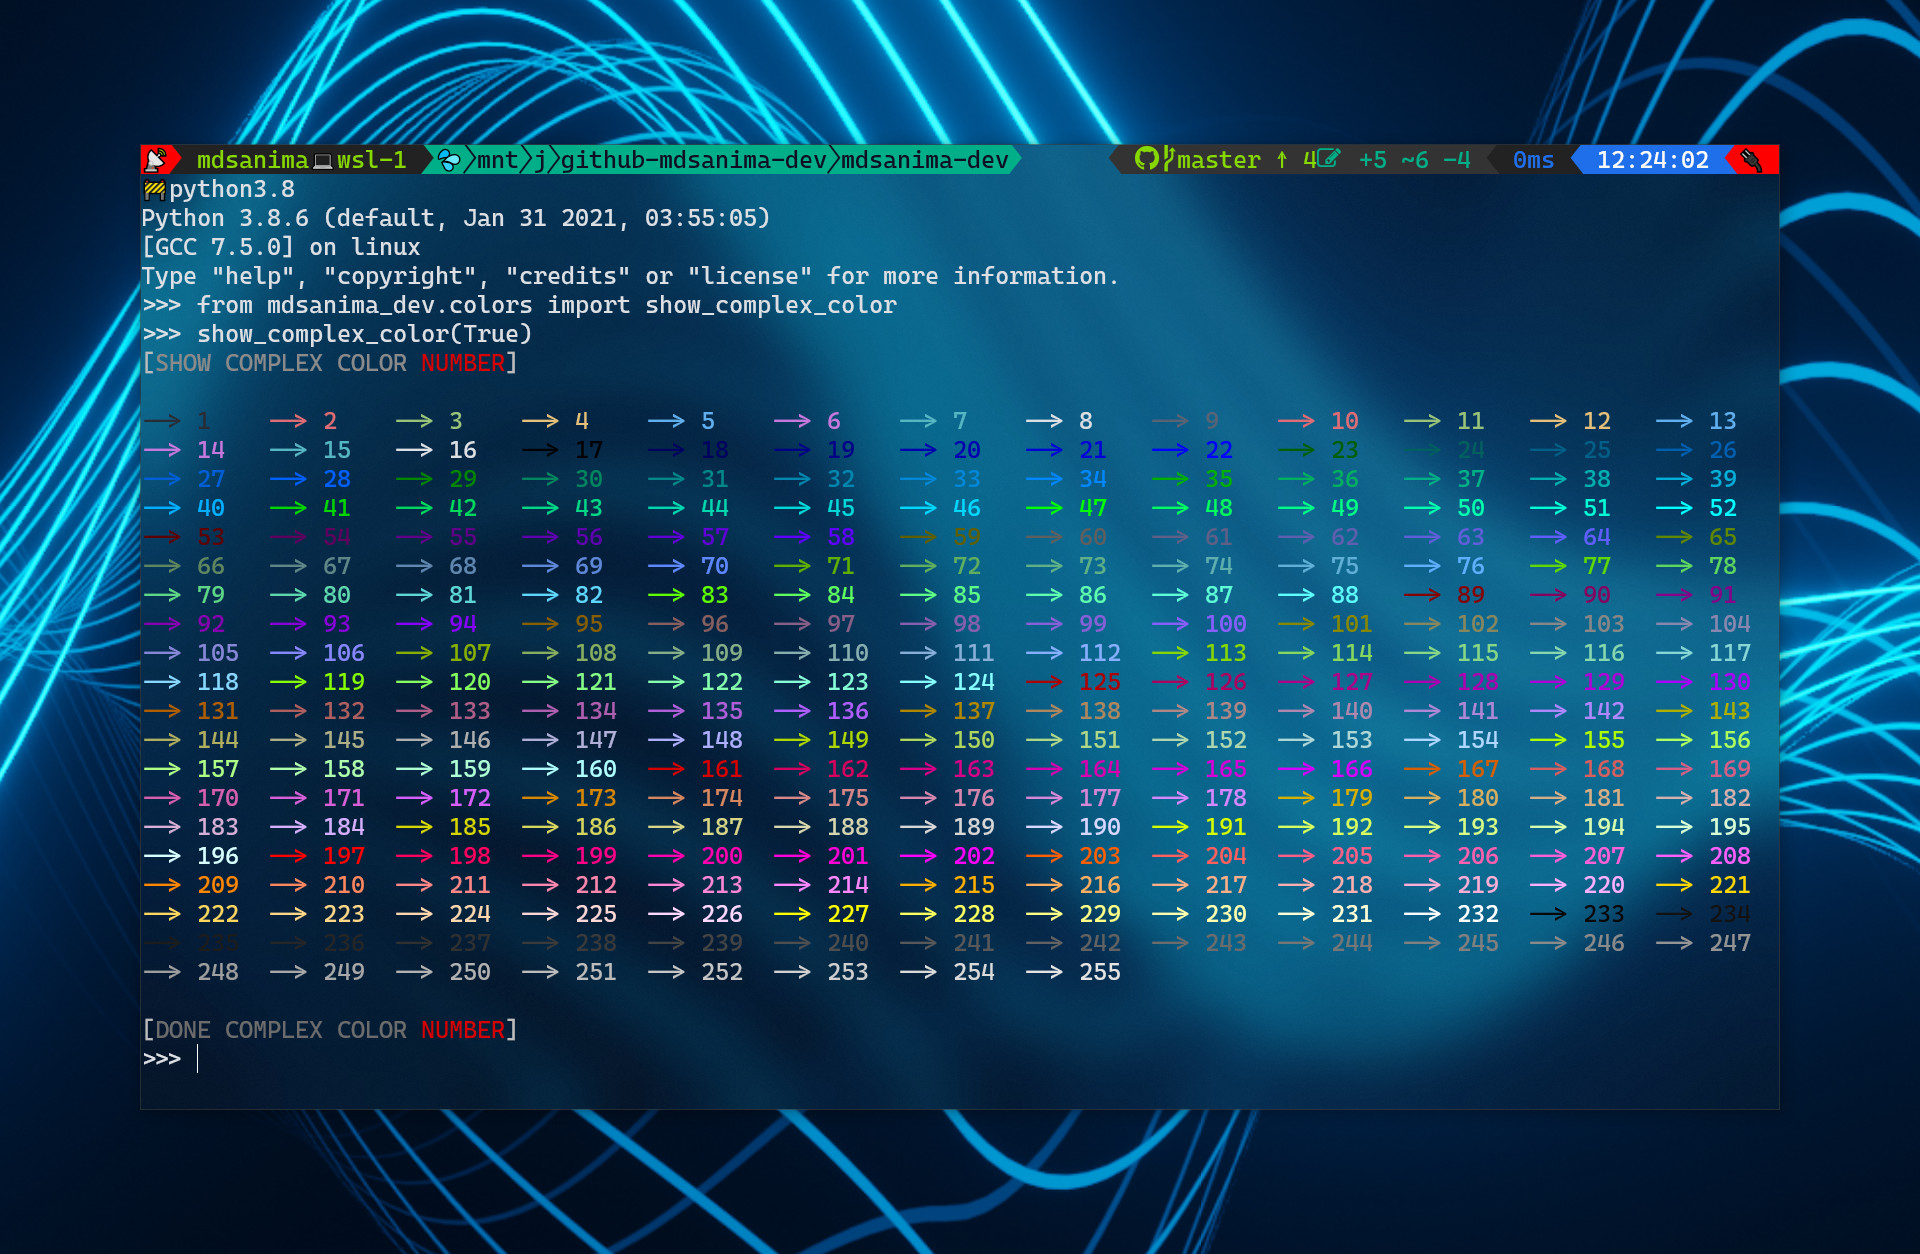 mdsanima wsl-1 mnt j github-mdsanima-dev mdsanima-dev master ↑ 4 +5 ~6 -4 0ms 12:24:02
python3.8
Python 3.8.6 (default, Jan 31 2021, 03:55:05)
[GCC 7.5.0] on linux
Type "help", "copyright", "credits" or "license" for more information.
>>> from mdsanima_dev.colors import show_complex_color
>>> show_complex_color(True)
[SHOW COMPLEX COLOR NUMBER]
⟶ 1 ⟶ 2 ⟶ 3 ⟶ 4 ⟶ 5 ⟶ 6 ⟶ 7 ⟶ 8 ⟶ 9 ⟶ 10 ⟶ 11 ⟶ 12 ⟶ 13
⟶ 14 ⟶ 15 ⟶ 16 ⟶ 17 ⟶ 18 ⟶ 19 ⟶ 20 ⟶ 21 ⟶ 22 ⟶ 23 ⟶ 24 ⟶ 25 ⟶ 26
⟶ 27 ⟶ 28 ⟶ 29 ⟶ 30 ⟶ 31 ⟶ 32 ⟶ 33 ⟶ 34 ⟶ 35 ⟶ 36 ⟶ 37 ⟶ 38 ⟶ 39
⟶ 40 ⟶ 41 ⟶ 42 ⟶ 43 ⟶ 44 ⟶ 45 ⟶ 46 ⟶ 47 ⟶ 48 ⟶ 49 ⟶ 50 ⟶ 51 ⟶ 52
⟶ 53 ⟶ 54 ⟶ 55 ⟶ 56 ⟶ 57 ⟶ 58 ⟶ 59 ⟶ 60 ⟶ 61 ⟶ 62 ⟶ 63 ⟶ 64 ⟶ 65
⟶ 66 ⟶ 67 ⟶ 68 ⟶ 69 ⟶ 70 ⟶ 71 ⟶ 72 ⟶ 73 ⟶ 74 ⟶ 75 ⟶ 76 ⟶ 77 ⟶ 78
⟶ 79 ⟶ 80 ⟶ 81 ⟶ 82 ⟶ 83 ⟶ 84 ⟶ 85 ⟶ 86 ⟶ 87 ⟶ 88 ⟶ 89 ⟶ 90 ⟶ 91
⟶ 92 ⟶ 93 ⟶ 94 ⟶ 95 ⟶ 96 ⟶ 97 ⟶ 98 ⟶ 99 ⟶ 100 ⟶ 101 ⟶ 102 ⟶ 103 ⟶ 104
⟶ 105 ⟶ 106 ⟶ 107 ⟶ 108 ⟶ 109 ⟶ 110 ⟶ 111 ⟶ 112 ⟶ 113 ⟶ 114 ⟶ 115 ⟶ 116 ⟶ 117
⟶ 118 ⟶ 119 ⟶ 120 ⟶ 121 ⟶ 122 ⟶ 123 ⟶ 124 ⟶ 125 ⟶ 126 ⟶ 127 ⟶ 128 ⟶ 129 ⟶ 130
⟶ 131 ⟶ 132 ⟶ 133 ⟶ 134 ⟶ 135 ⟶ 136 ⟶ 137 ⟶ 138 ⟶ 139 ⟶ 140 ⟶ 141 ⟶ 142 ⟶ 143
⟶ 144 ⟶ 145 ⟶ 146 ⟶ 147 ⟶ 148 ⟶ 149 ⟶ 150 ⟶ 151 ⟶ 152 ⟶ 153 ⟶ 154 ⟶ 155 ⟶ 156
⟶ 157 ⟶ 158 ⟶ 159 ⟶ 160 ⟶ 161 ⟶ 162 ⟶ 163 ⟶ 164 ⟶ 165 ⟶ 166 ⟶ 167 ⟶ 168 ⟶ 169
⟶ 170 ⟶ 171 ⟶ 172 ⟶ 173 ⟶ 174 ⟶ 175 ⟶ 176 ⟶ 177 ⟶ 178 ⟶ 179 ⟶ 180 ⟶ 181 ⟶ 182
⟶ 183 ⟶ 184 ⟶ 185 ⟶ 186 ⟶ 187 ⟶ 188 ⟶ 189 ⟶ 190 ⟶ 191 ⟶ 192 ⟶ 193 ⟶ 194 ⟶ 195
⟶ 196 ⟶ 197 ⟶ 198 ⟶ 199 ⟶ 200 ⟶ 201 ⟶ 202 ⟶ 203 ⟶ 204 ⟶ 205 ⟶ 206 ⟶ 207 ⟶ 208
⟶ 209 ⟶ 210 ⟶ 211 ⟶ 212 ⟶ 213 ⟶ 214 ⟶ 215 ⟶ 216 ⟶ 217 ⟶ 218 ⟶ 219 ⟶ 220 ⟶ 221
⟶ 222 ⟶ 223 ⟶ 224 ⟶ 225 ⟶ 226 ⟶ 227 ⟶ 228 ⟶ 229 ⟶ 230 ⟶ 231 ⟶ 232 ⟶ 233 ⟶ 234
⟶ 235 ⟶ 236 ⟶ 237 ⟶ 238 ⟶ 239 ⟶ 240 ⟶ 241 ⟶ 242 ⟶ 243 ⟶ 244 ⟶ 245 ⟶ 246 ⟶ 247
⟶ 248 ⟶ 249 ⟶ 250 ⟶ 251 ⟶ 252 ⟶ 253 ⟶ 254 ⟶ 255
[DONE COMPLEX COLOR NUMBER]
>>>